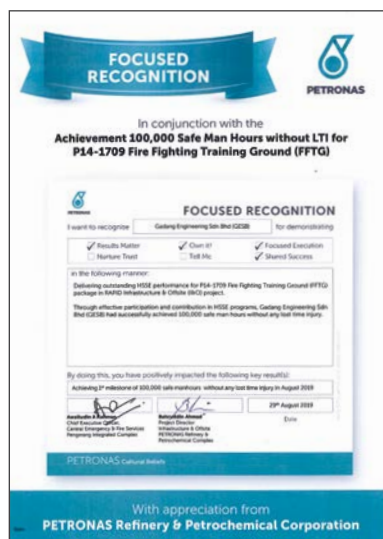 FOCUSED
RECOGNITION
PETRONAS
In conjunction with the
Achievement 100,000 Safe Man Hours without LTI for
P14-1709 Fire Fighting Training Ground (FFTG)
PETRONAS
FOCUSED RECOGNITION
I want to recognise Gadang Engineering Sdn Bhd (GESB) for demonstrating
Results Matter Own it! Focused Execution
Nurture Trust Tell Me Shared Success
in the following manner:
Delivering outstanding HSSE performance for P14-1709 Fire Fighting Training Ground (FFTG)
package in RAPID Infrastructure & Offsite (I&O) project.
Through effective participation and contribution in HSSE programs, Gadang Engineering Sdn
Bhd (GESB) had successfully achieved 100,000 safe man hours without any lost time injury.
By doing this, you have positively impacted the following key result(s):
Achieving 1st milestone of 100,000 safe manhours without any lost time injury in August 2019
29th August 2019
Chief Executive Officer,
Central Emergency & Fire Services
Pengerang Integrated Complex
Project Director
Infrastructure & Offsite
PETRONAS Refinery &
Petrochemical Complex
Date
PETRONAS Cultural Beliefs
With appreciation from
PETRONAS Refinery & Petrochemical Corporation